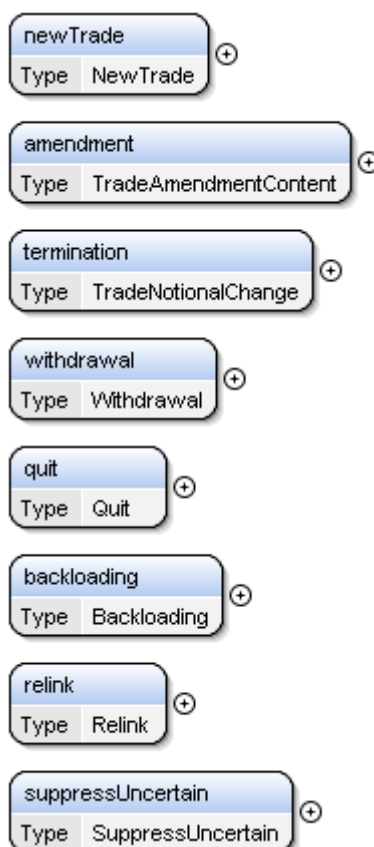 newTrade
Type NewTrade
amendment
Type TradeAmendmentContent
termination
Type TradeNotionalChange
withdrawal
Type Withdrawal
quit
Type Quit
backloading
Type Backloading
relink
Type Relink
suppressUncertain
Type SuppressUncertain